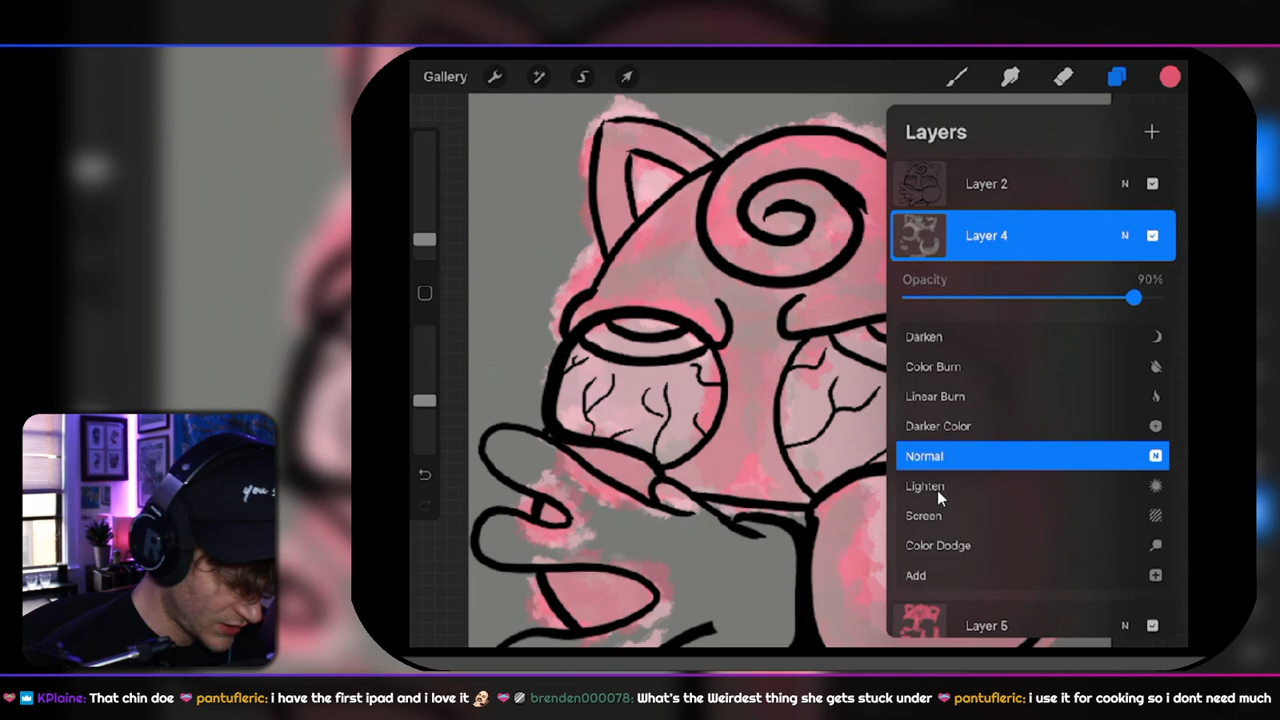 Gallery
Layers
Layer 2 N
Layer 4 N
Opacity 90%
Darken
Color Burn
Linear Burn
Darker Color
Normal N
Lighten
Screen
Color Dodge
Add
Layer 5 N
you
KPlaine: That chin doe pantufleric: i have the first ipad and i love it brenden000078: What's the Weirdest thing she gets stuck under pantufleric: i use it for cooking so i dont need much